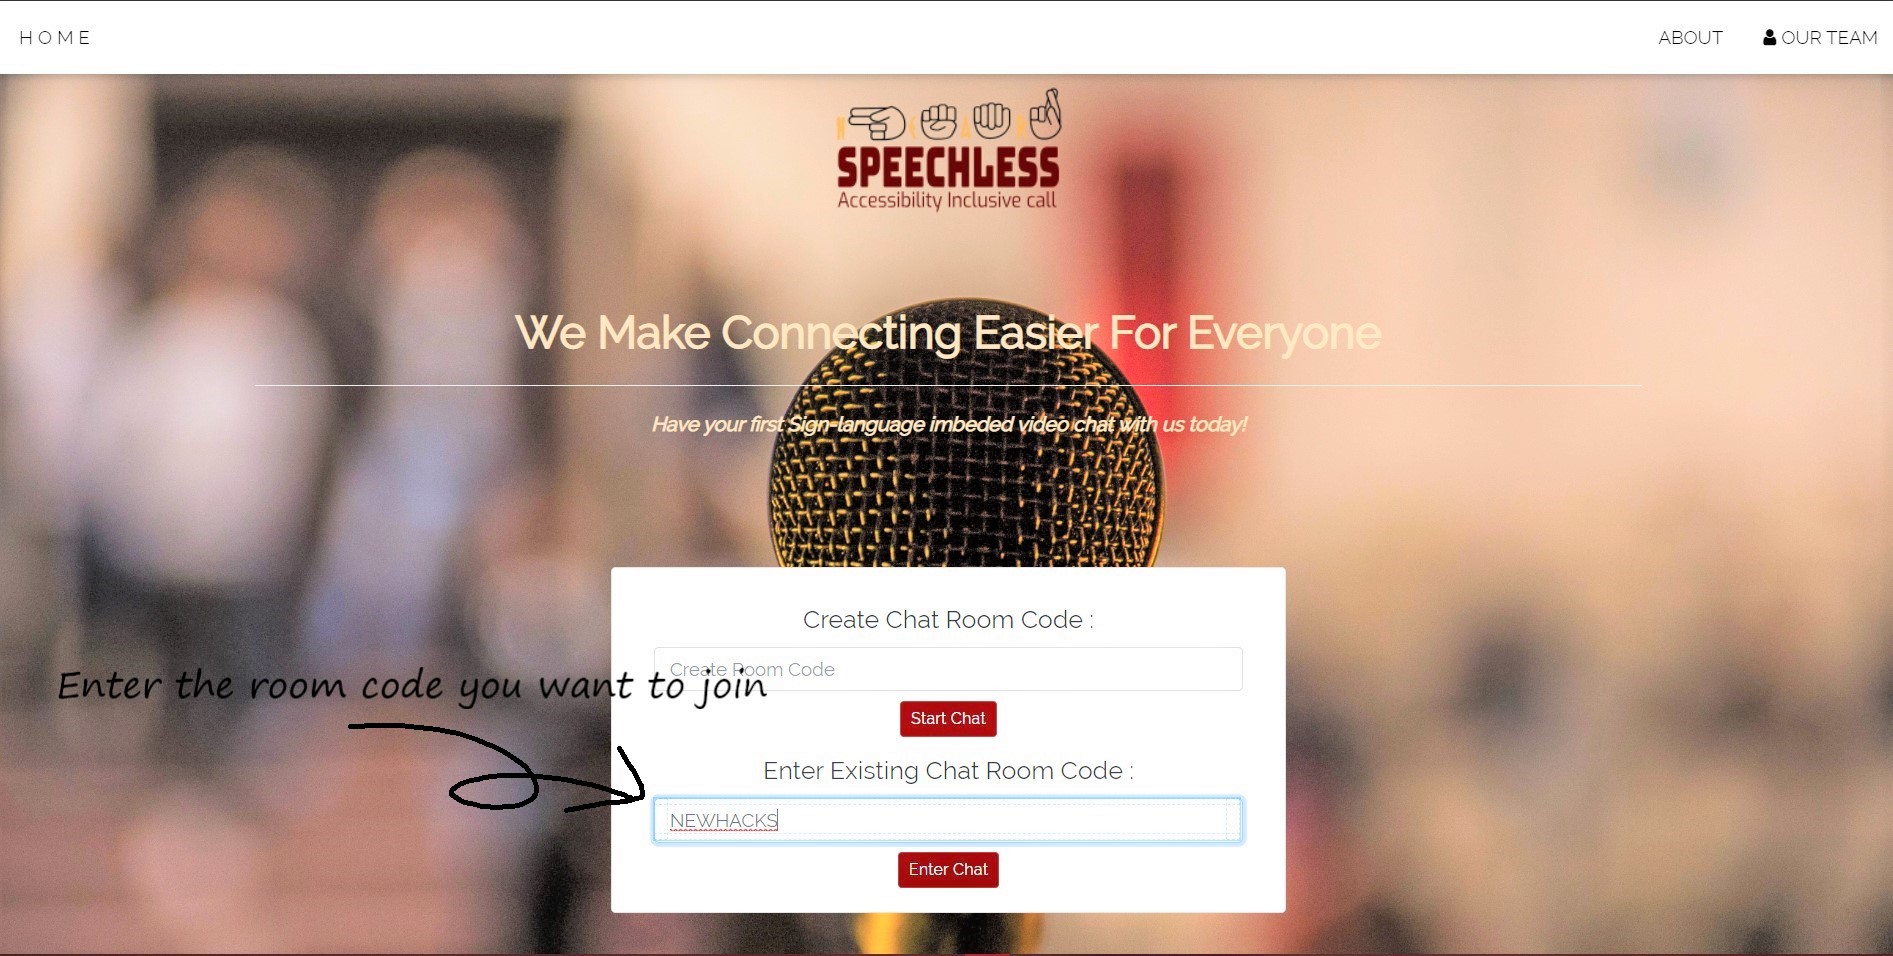 HOME
ABOUT
OUR TEAM
SPEECHLESS
Accessibility Inclusive call
We Make Connecting Easier For Everyone
Have your first Sign-language imbeded video chat with us today!
Create Chat Room Code :
Create Room Code
Enter the room code you want to join
Start Chat
Enter Existing Chat Room Code :
NEWHACKS
Enter Chat